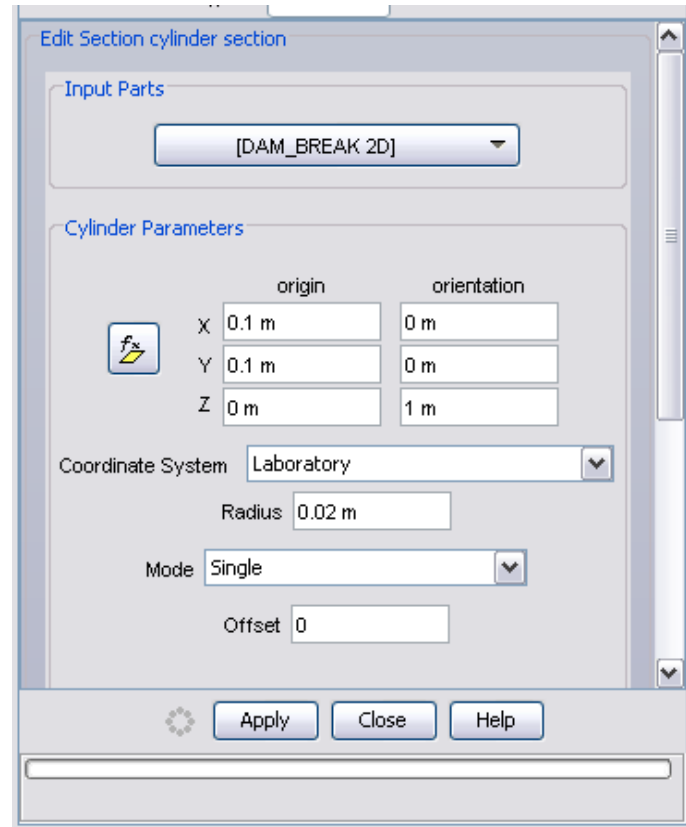 Edit Section cylinder section
Input Parts
[DAM_BREAK 2D]
Cylinder Parameters
origin orientation
X 0.1 m 0 m
Y 0.1 m 0 m
Z 0 m 1 m
Coordinate System Laboratory
Radius 0.02 m
Mode Single
Offset 0
Apply Close Help